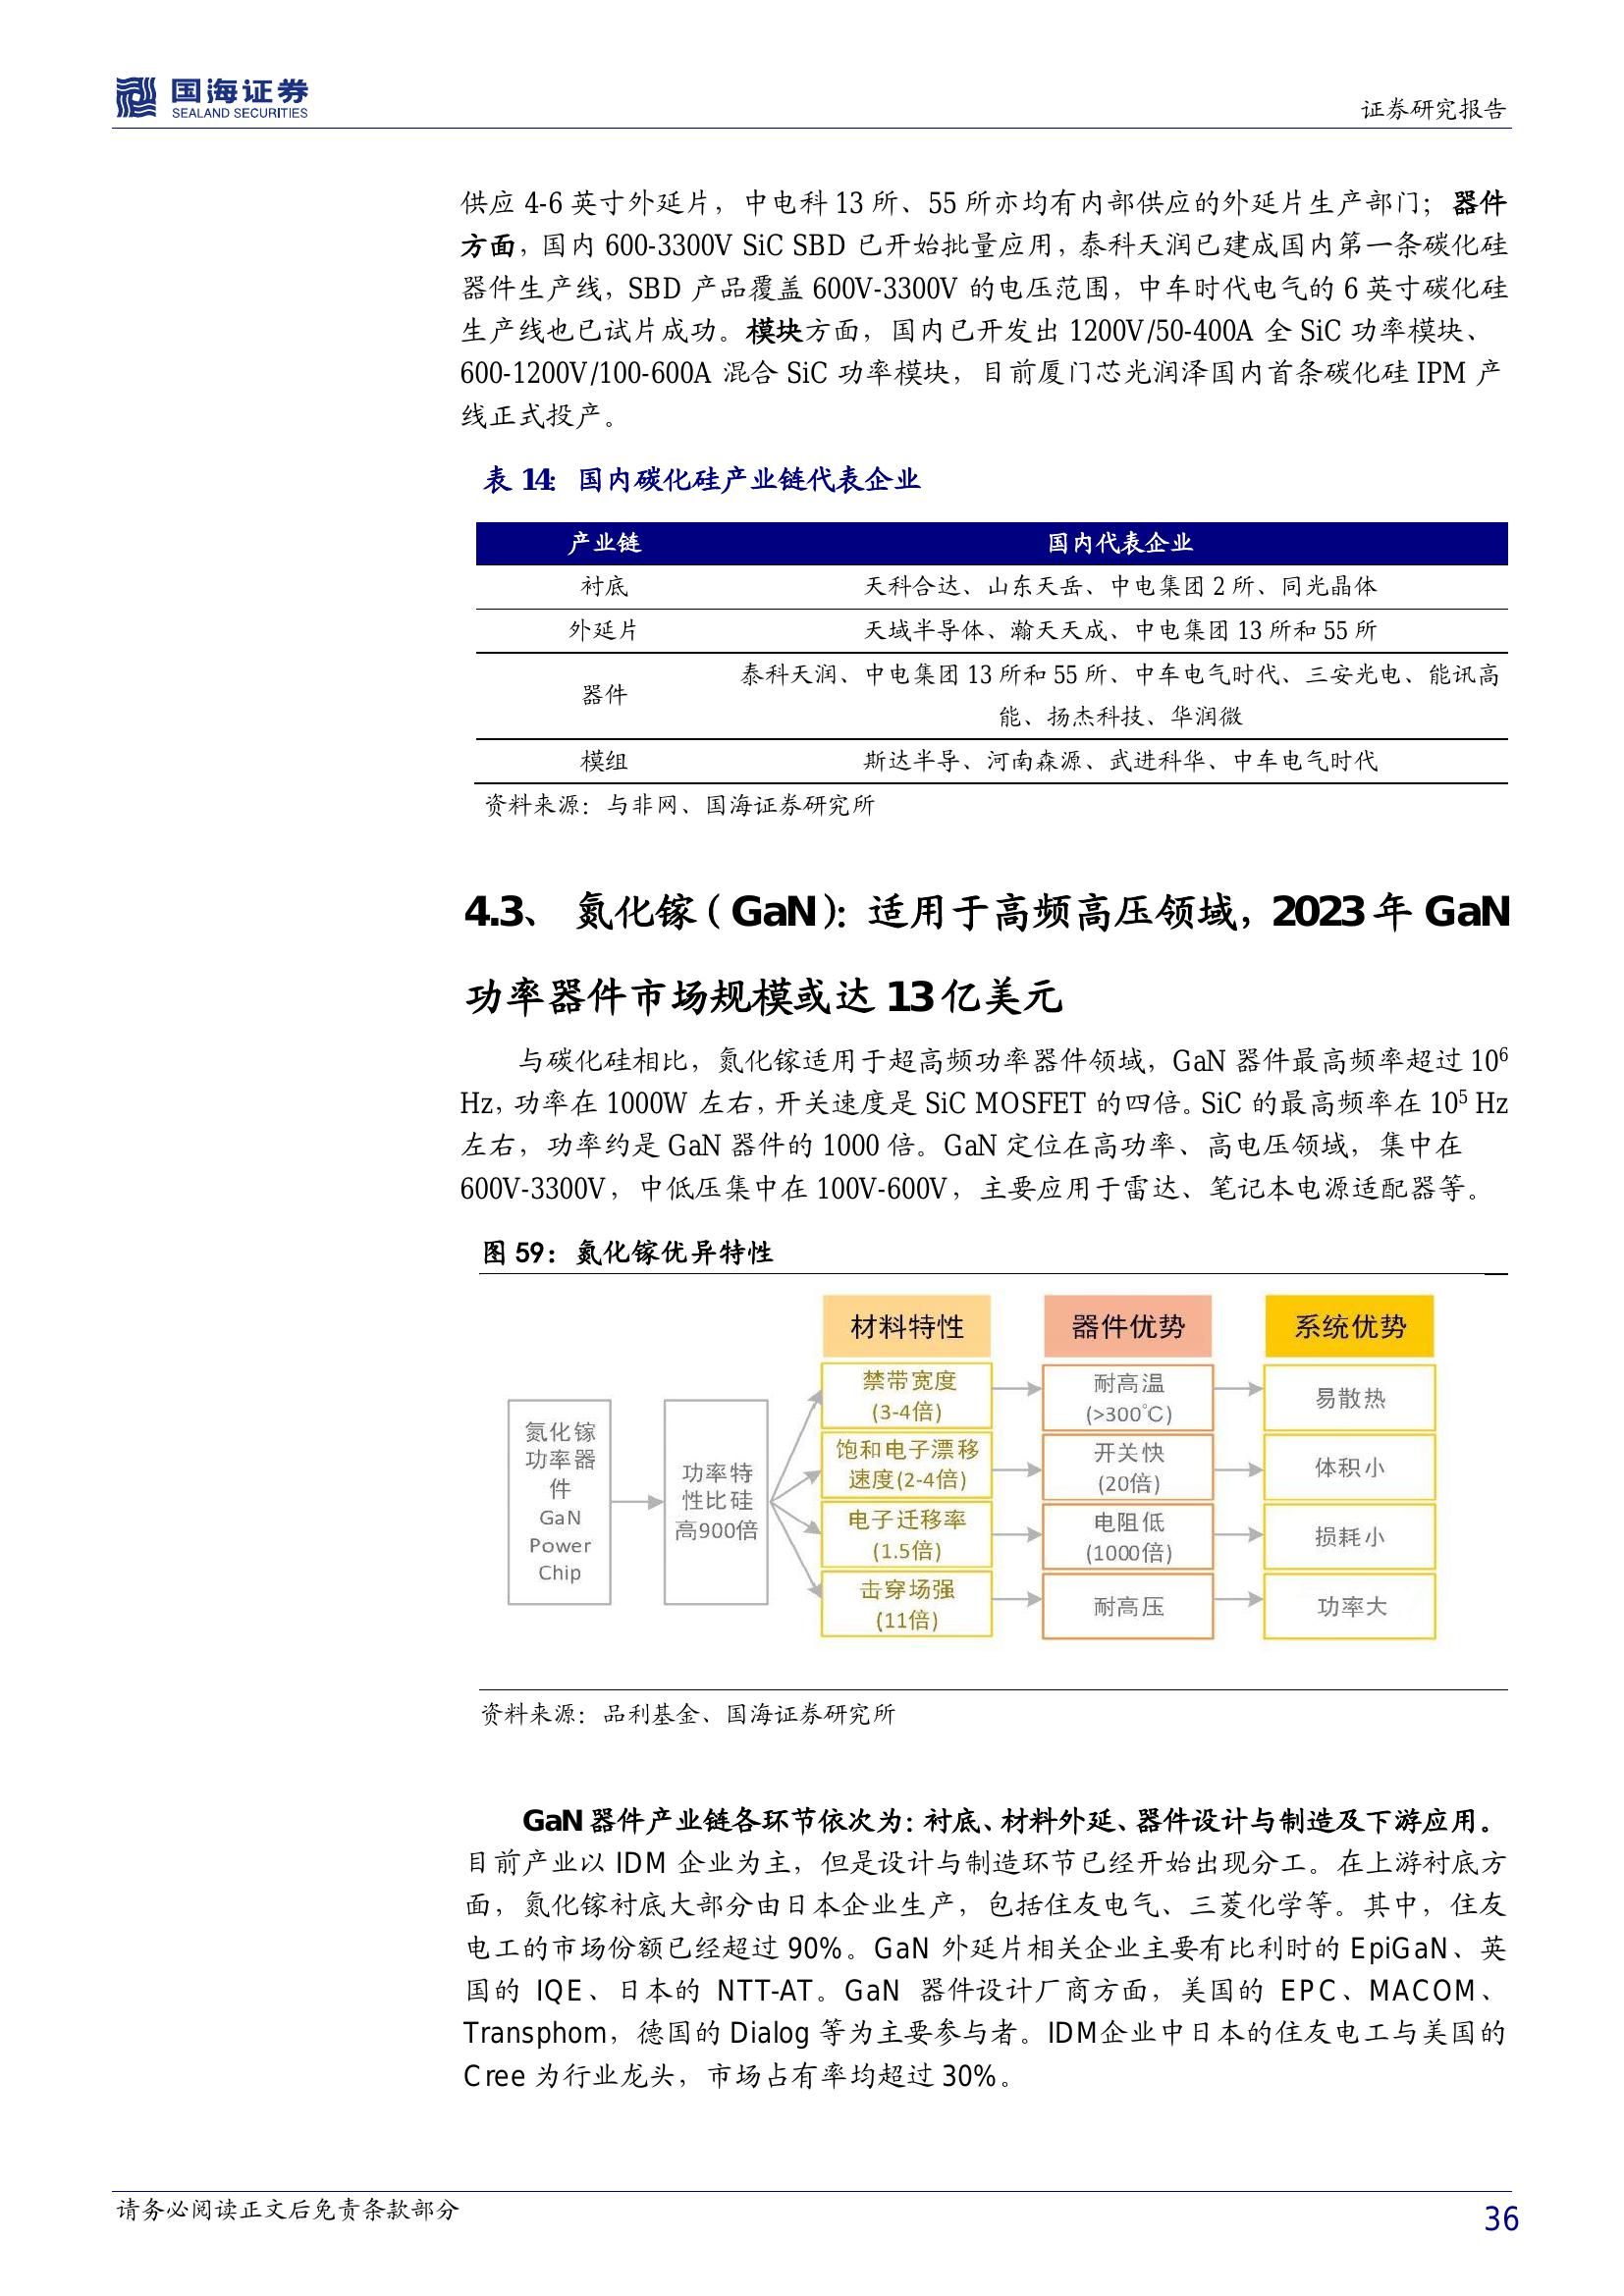 国海证券
SEALAND SECURITIES
证券研究报告
供应 4-6 英寸外延片，中电科 13 所、55 所亦均有内部供应的外延片生产部门；器件
方面，国内 600-3300V SiC SBD 已开始批量应用，泰科天润已建成国内第一条碳化硅
器件生产线，SBD 产品覆盖 600V-3300V 的电压范围，中车时代电气的 6 英寸碳化硅
生产线也已试片成功。模块方面，国内已开发出 1200V/50-400A 全 SiC 功率模块、
600-1200V/100-600A 混合 SiC 功率模块，目前厦门芯光润泽国内首条碳化硅 IPM 产
线正式投产。
表 14：国内碳化硅产业链代表企业
产业链 国内代表企业
衬底 天科合达、山东天岳、中电集团 2 所、同光晶体
外延片 天域半导体、瀚天天成、中电集团 13 所和 55 所
器件 泰科天润、中电集团 13 所和 55 所、中车电气时代、三安光电、能讯高
能、扬杰科技、华润微
模组 斯达半导、河南森源、武进科华、中车电气时代
资料来源：与非网、国海证券研究所
4.3、 氮化镓（GaN）：适用于高频高压领域，2023 年 GaN
功率器件市场规模或达 13 亿美元
与碳化硅相比，氮化镓适用于超高频功率器件领域，GaN 器件最高频率超过 10⁶
Hz，功率在 1000W 左右，开关速度是 SiC MOSFET 的四倍。SiC 的最高频率在 10⁵ Hz
左右，功率约是 GaN 器件的 1000 倍。GaN 定位在高功率、高电压领域，集中在
600V-3300V，中低压集中在 100V-600V，主要应用于雷达、笔记本电源适配器等。
图 59：氮化镓优异特性
氮化镓
功率器
件
GaN
Power
Chip
功率特
性比硅
高900倍
材料特性
禁带宽度
(3-4倍)
饱和电子漂移
速度(2-4倍)
电子迁移率
(1.5倍)
击穿场强
(11倍)
器件优势
耐高温
(>300℃)
开关快
(20倍)
电阻低
(1000倍)
耐高压
系统优势
易散热
体积小
损耗小
功率大
资料来源：品利基金、国海证券研究所
GaN 器件产业链各环节依次为：衬底、材料外延、器件设计与制造及下游应用。
目前产业以 IDM 企业为主，但是设计与制造环节已经开始出现分工。在上游衬底方
面，氮化镓衬底大部分由日本企业生产，包括住友电气、三菱化学等。其中，住友
电工的市场份额已经超过 90%。GaN 外延片相关企业主要有比利时的 EpiGaN、英
国的 IQE、日本的 NTT-AT。GaN 器件设计厂商方面，美国的 EPC、MACOM、
Transphom，德国的 Dialog 等为主要参与者。IDM企业中日本的住友电工与美国的
Cree 为行业龙头，市场占有率均超过 30%。
请务必阅读正文后免责条款部分
36